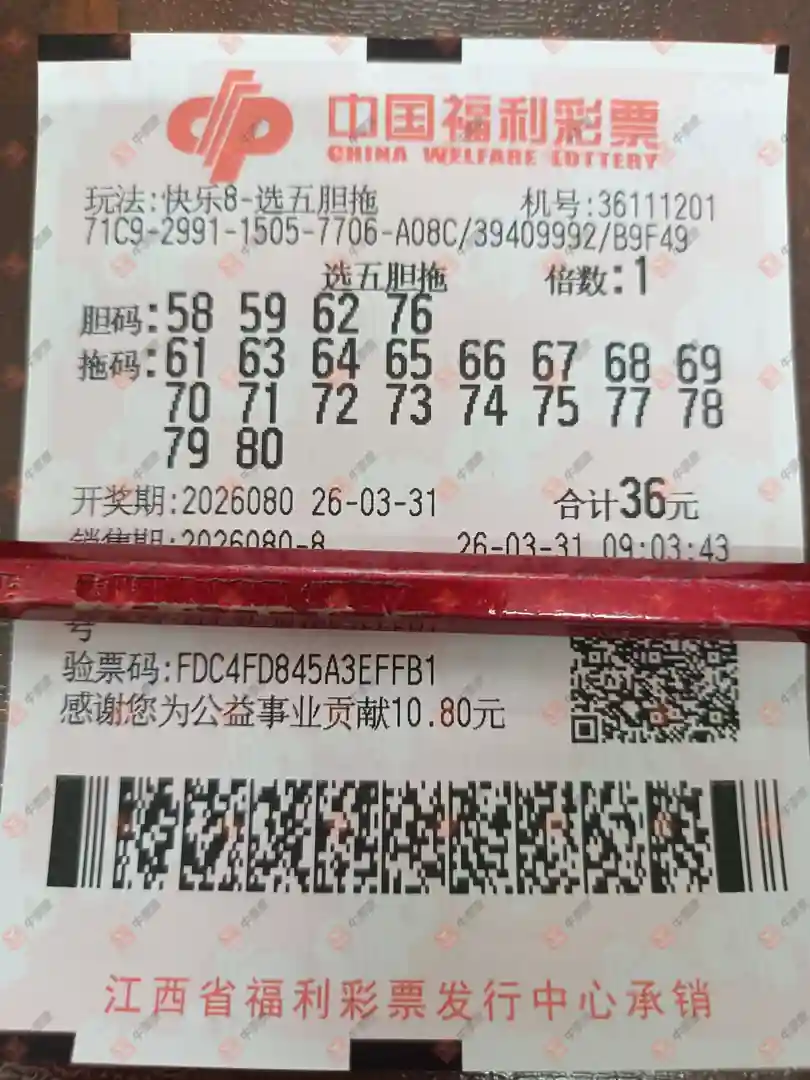 中国福利彩票
CHINA WELFARE LOTTERY
玩法:快乐8-选五胆拖 机号:36111201
71C9-2991-1505-7706-A08C/39409992/B9F49
选五胆拖 倍数:1
胆码:58 59 62 76
拖码:61 63 64 65 66 67 68 69
70 71 72 73 74 75 77 78
79 80
开奖期:2026080 26-03-31 合计36元
销售期:2026080-8 26-03-31 09:03:43
号
验票码:FDC4FD845A3EFFB1
感谢您为公益事业贡献10.80元
江西省福利彩票发行中心承销